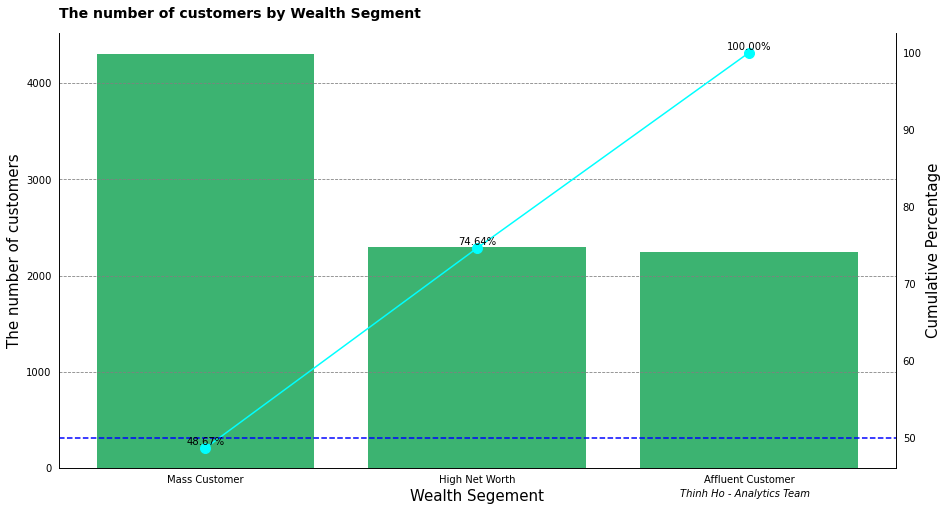 The number of customers by Wealth Segment
The number of customers
4000
3000
2000
1000
0
100.00%
74.64%
48.67%
100
90
80
70
60
50
Cumulative Percentage
Mass Customer
High Net Worth
Affluent Customer
Wealth Segement
Thinh Ho - Analytics Team